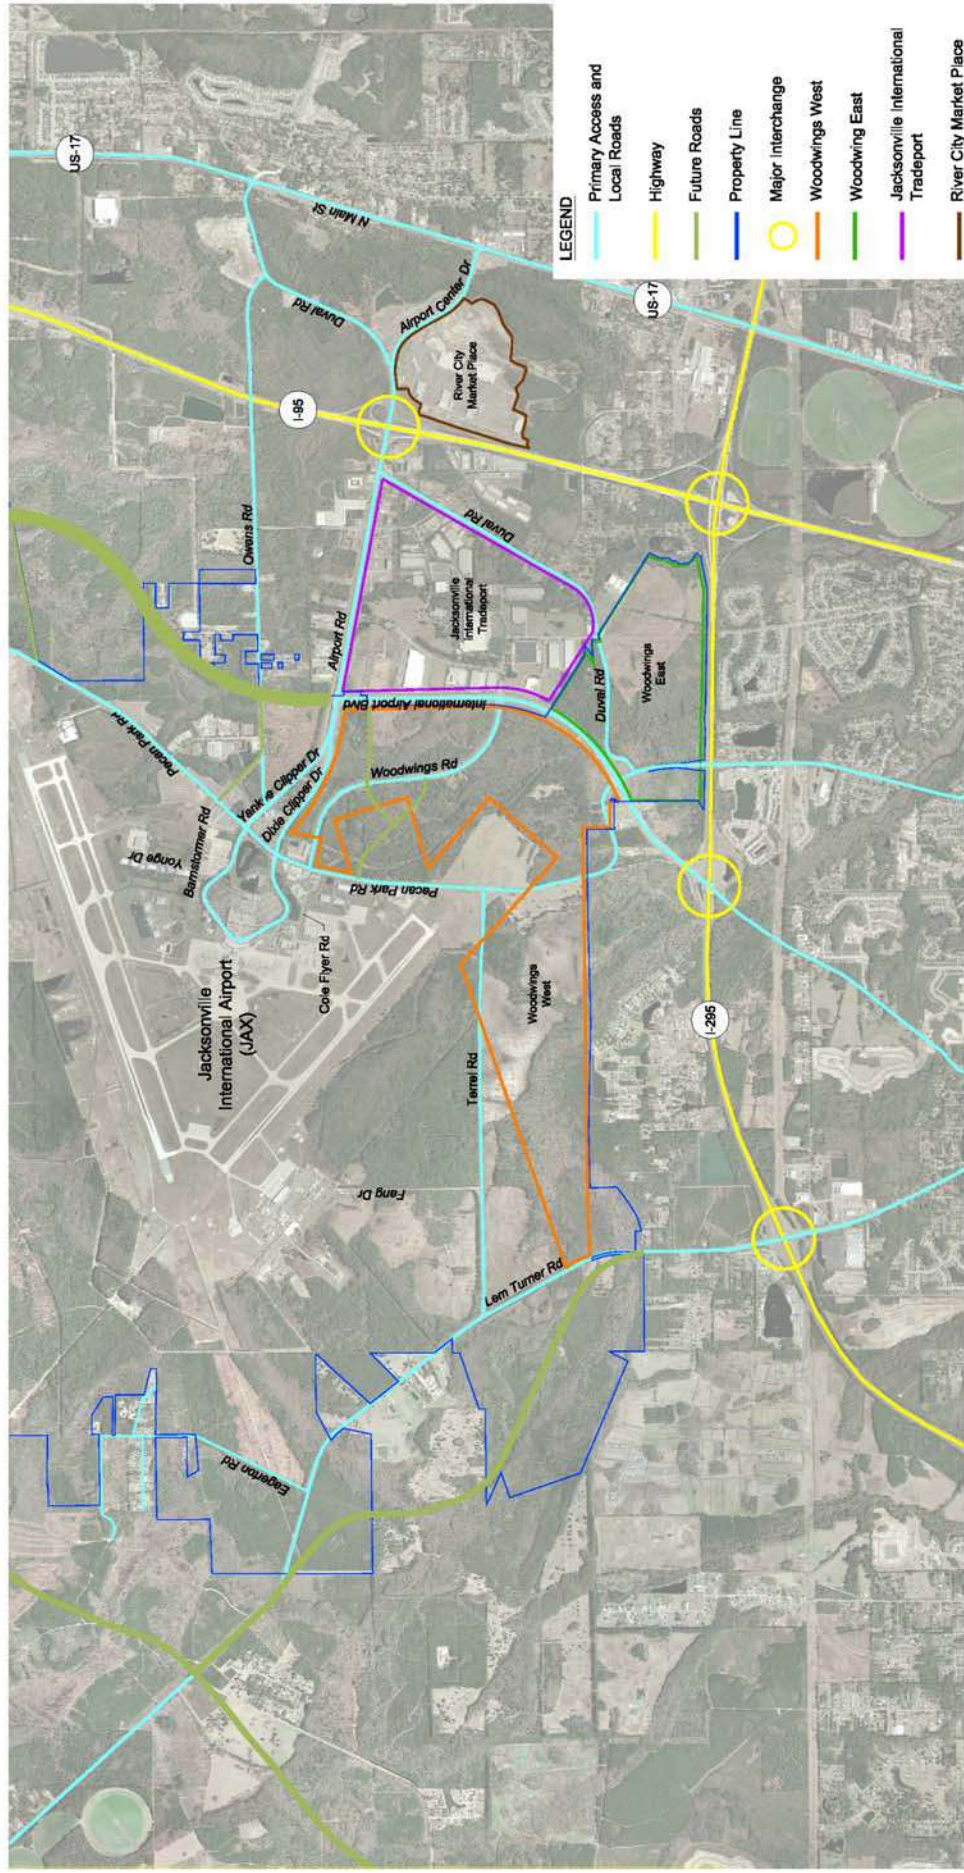 US-17
N Main St
Duval Rd
Airport Center Dr
River City
Market Place
I-95
US-17
Owens Rd
Airport Rd
Duval Rd
Jacksonville
International
Tradeport
International Airport Blvd
Duval Rd
Woodwings
East
Pecan Park Rd
Yankee Clipper Dr
Dixie Clipper Dr
Woodwings Rd
Barnstormer Rd
Yonge Dr
Pecan Park Rd
Cole Flyer Rd
Jacksonville
International Airport
(JAX)
Woodwings
West
Terrel Rd
I-295
Fang Dr
Lem Turner Rd
Eagerton Rd
LEGEND
Primary Access and
Local Roads
Highway
Future Roads
Property Line
Major Interchange
Woodwings West
Woodwing East
Jacksonville International
Tradeport
River City Market Place